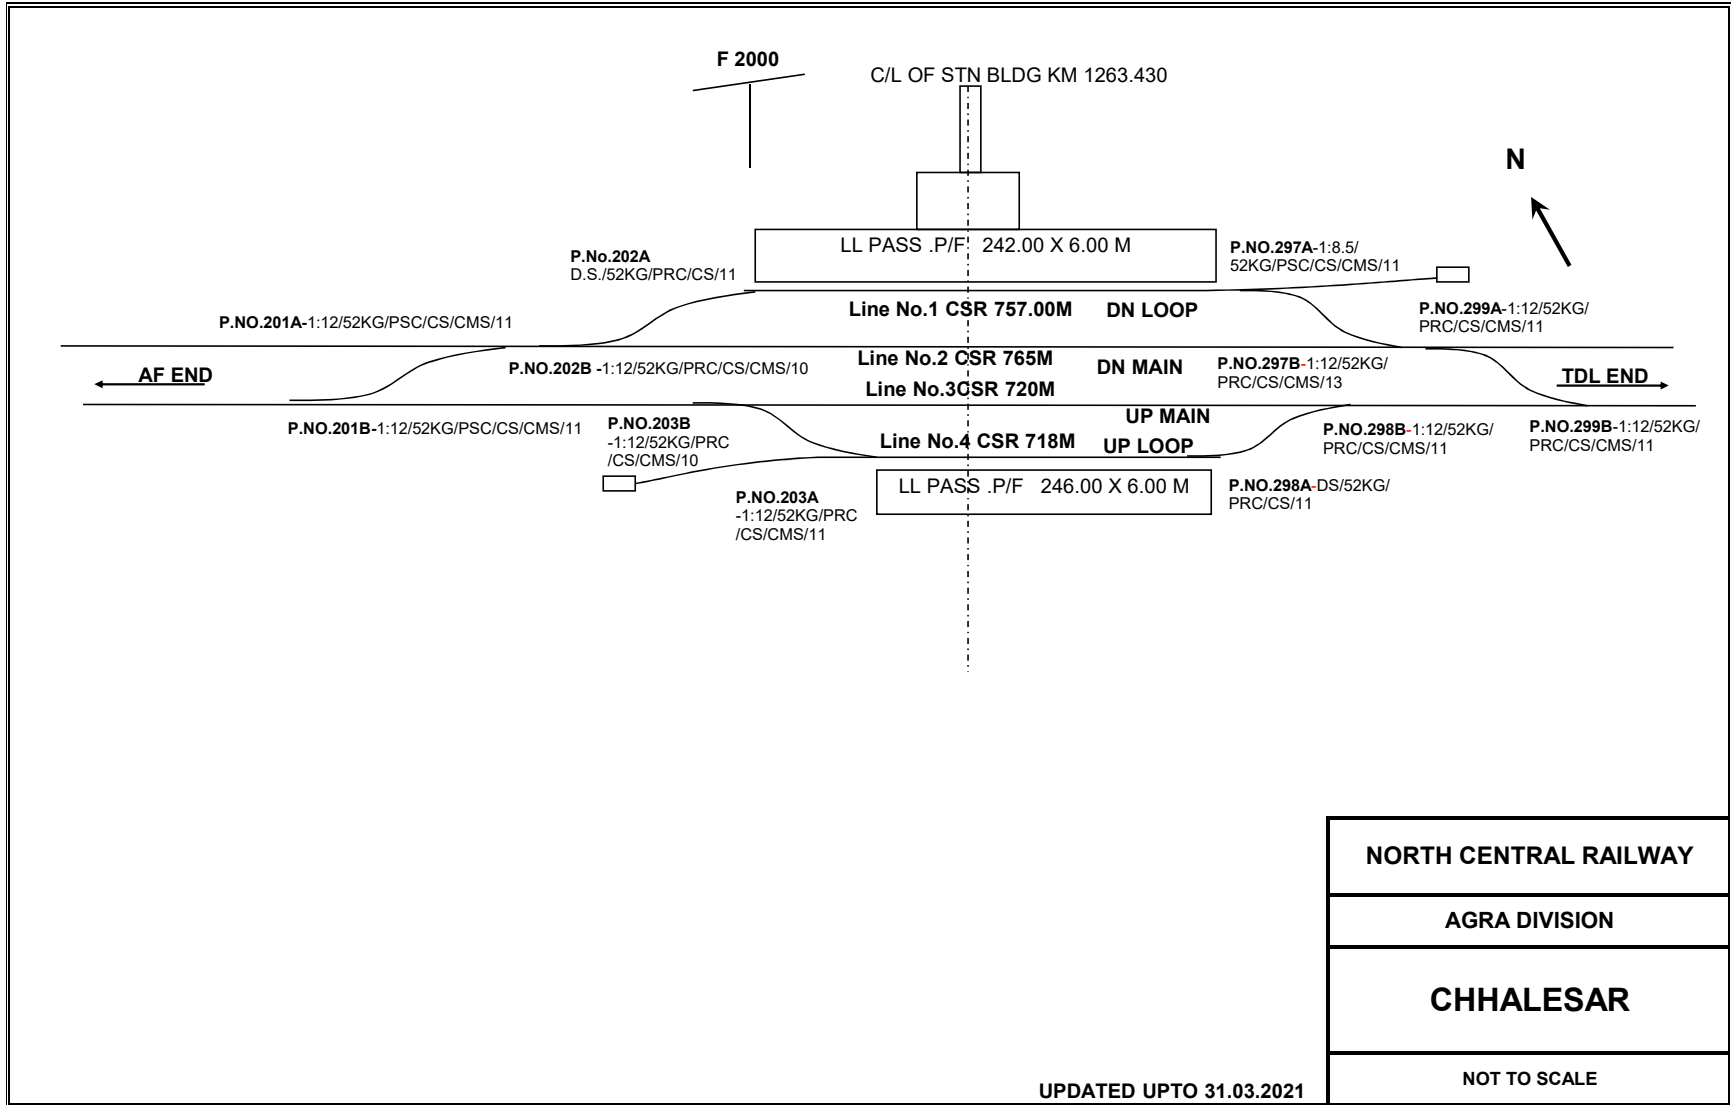 F 2000
C/L OF STN BLDG KM 1263.430
N
LL PASS .P/F 242.00 X 6.00 M
P.No.202A
D.S./52KG/PRC/CS/11
P.NO.297A-1:8.5/
52KG/PSC/CS/CMS/11
P.NO.201A-1:12/52KG/PSC/CS/CMS/11
Line No.1 CSR 757.00M DN LOOP
P.NO.299A-1:12/52KG/
PRC/CS/CMS/11
AF END
P.NO.202B -1:12/52KG/PRC/CS/CMS/10
Line No.2 CSR 765M DN MAIN
P.NO.297B-1:12/52KG/
PRC/CS/CMS/13
TDL END
Line No.3CSR 720M
UP MAIN
P.NO.201B-1:12/52KG/PSC/CS/CMS/11
P.NO.203B
-1:12/52KG/PRC
/CS/CMS/10
Line No.4 CSR 718M UP LOOP
P.NO.298B-1:12/52KG/
PRC/CS/CMS/11
P.NO.299B-1:12/52KG/
PRC/CS/CMS/11
P.NO.203A
-1:12/52KG/PRC
/CS/CMS/11
LL PASS .P/F 246.00 X 6.00 M
P.NO.298A-DS/52KG/
PRC/CS/11
NORTH CENTRAL RAILWAY
AGRA DIVISION
CHHALESAR
NOT TO SCALE
UPDATED UPTO 31.03.2021